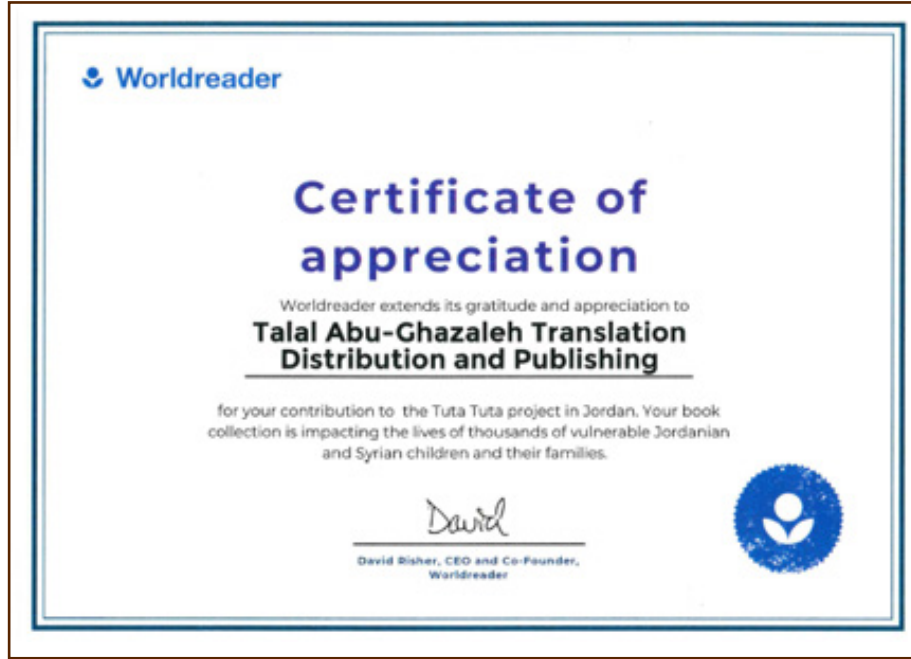 Worldreader
Certificate of
appreciation
Worldreader extends its gratitude and appreciation to
Talal Abu-Ghazaleh Translation
Distribution and Publishing
for your contribution to the Tuta Tuta project in Jordan. Your book
collection is impacting the lives of thousands of vulnerable Jordanian
and Syrian children and their families.
David
David Risher, CEO and Co-Founder,
Worldreader